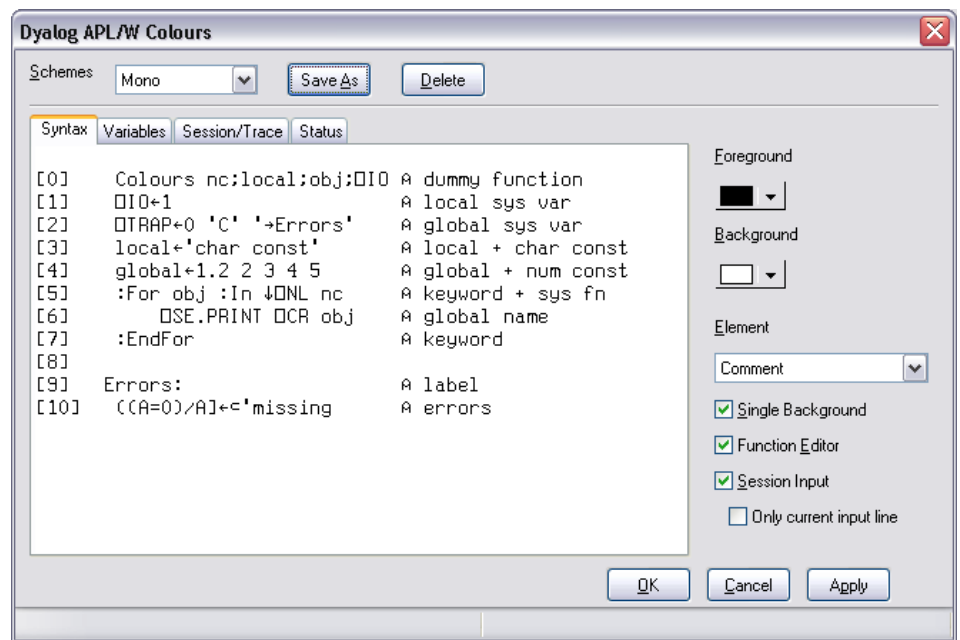 Dyalog APL/W Colours
Schemes Mono Save As Delete
Syntax Variables Session/Trace Status
[0] Colours nc;local;obj;⎕IO ⍝ dummy function
[1] ⎕IO←1 ⍝ local sys var
[2] ⎕TRAP←0 'C' '→Errors' ⍝ global sys var
[3] local←'char const' ⍝ local + char const
[4] global←1.2 2 3 4 5 ⍝ global + num const
[5] :For obj :In ↓⎕NL nc ⍝ keyword + sys fn
[6] ⎕SE.PRINT ⎕CR obj ⍝ global name
[7] :EndFor ⍝ keyword
[8]
[9] Errors: ⍝ label
[10] ((A=0)/A]←⊂'missing ⍝ errors
Foreground
Background
Element
Comment
Single Background
Function Editor
Session Input
Only current input line
OK Cancel Apply